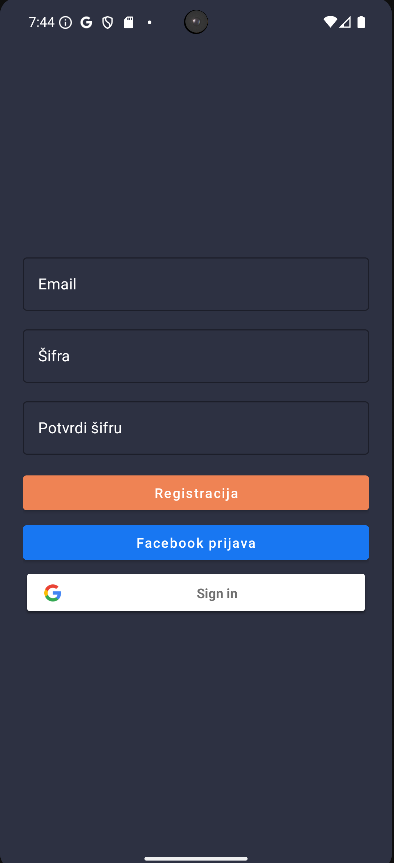 7:44
Email
Šifra
Potvrdi šifru
Registracija
Facebook prijava
Sign in